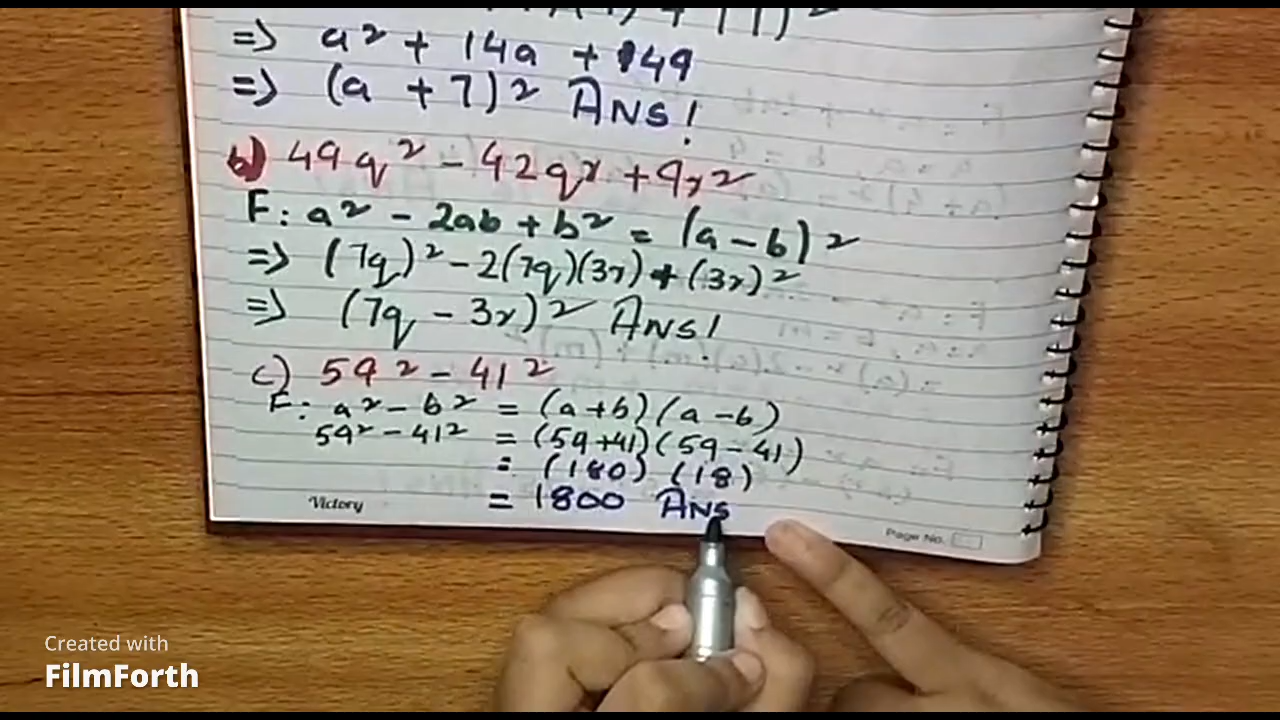 => a² + 14a + 49
=> (a + 7)² Ans!
b) 49q² - 42qr + 9r²
F: a² - 2ab + b² = (a - b)²
=> (7q)² - 2(7q)(3r) + (3r)²
=> (7q - 3r)² Ans!
c) 59² - 41²
F: a² - b² = (a+b)(a-b)
59² - 41² = (59+41)(59-41)
= (100) (18)
= 1800 Ans
Victory
Page No.
Created with
FilmForth